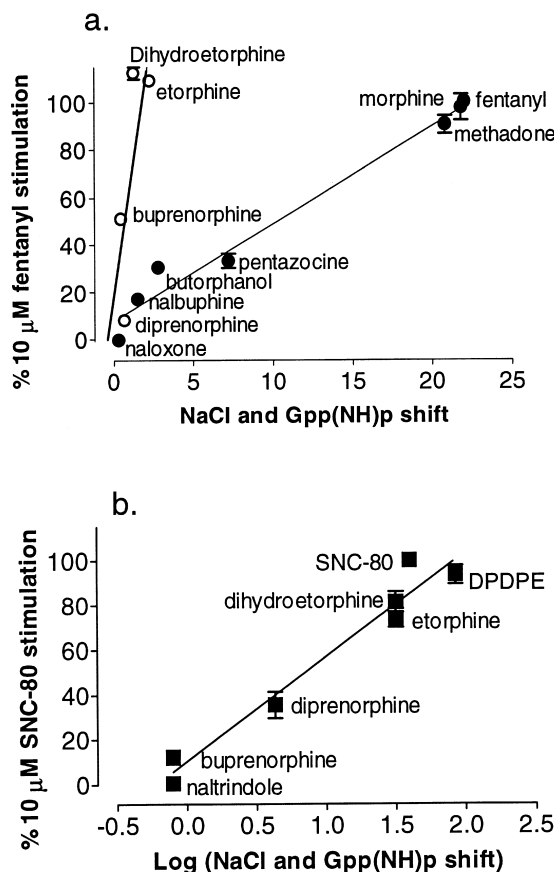 a.
Dihydroetorphine
etorphine
morphine fentanyl
methadone
buprenorphine
pentazocine
butorphanol
nalbuphine
diprenorphine
naloxone
100
80
60
40
20
0
% 10 µM fentanyl stimulation
0 5 10 15 20 25
NaCl and Gpp(NH)p shift
b.
SNC-80
DPDPE
dihydroetorphine
etorphine
diprenorphine
buprenorphine
naltrindole
100
80
60
40
20
0
% 10 µM SNC-80 stimulation
-0.5 0.0 0.5 1.0 1.5 2.0 2.5
Log (NaCl and Gpp(NH)p shift)